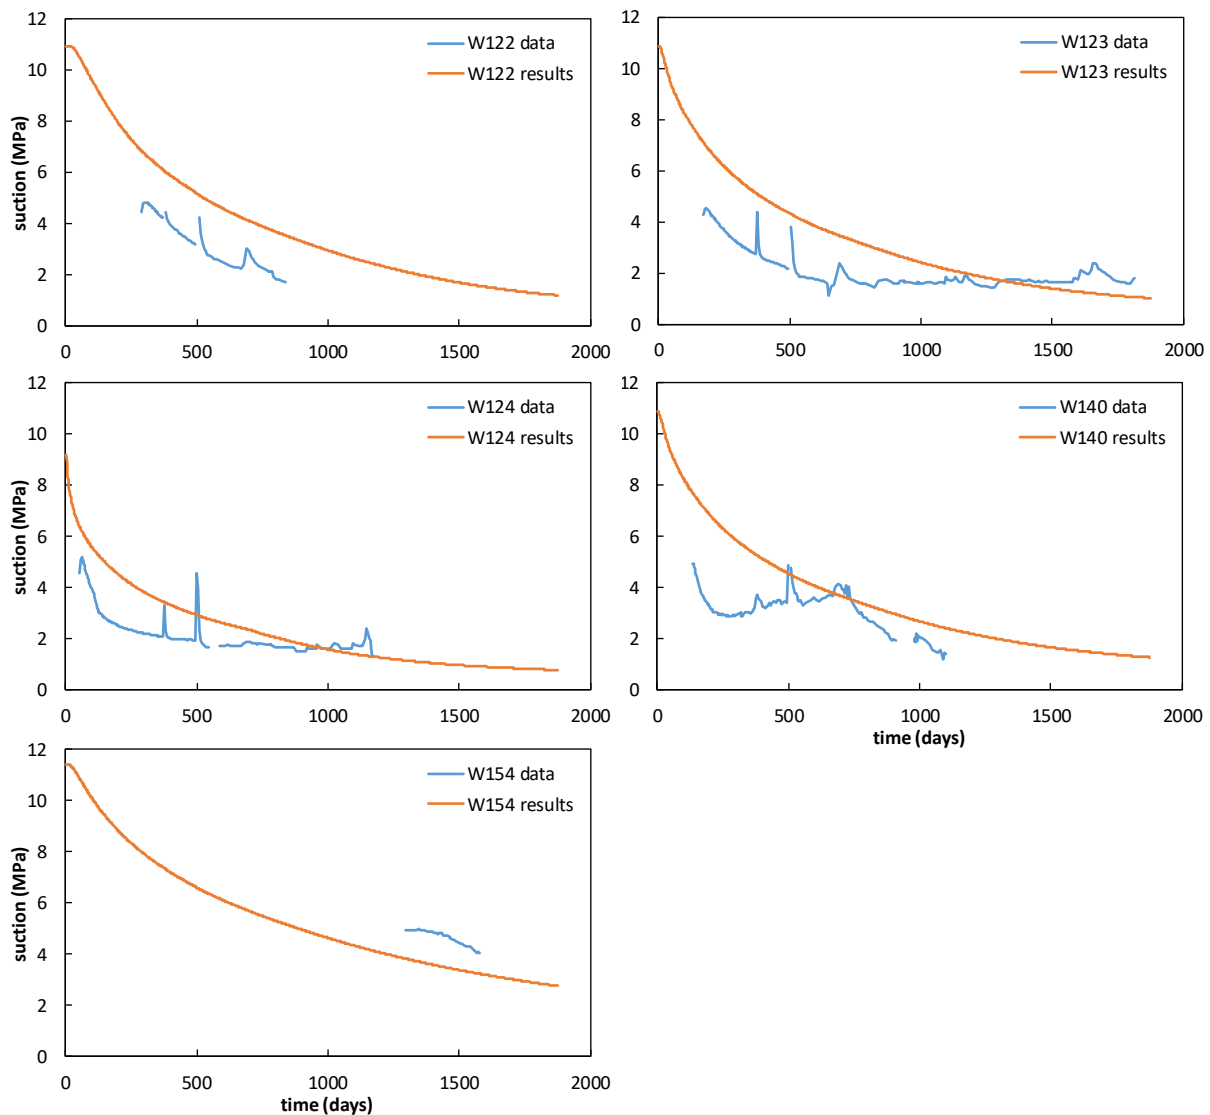 12
10
8
6
4
2
0
suction (MPa)
W122 data
W122 results
0 500 1000 1500 2000
12
10
8
6
4
2
0
W123 data
W123 results
0 500 1000 1500 2000
12
10
8
6
4
2
0
suction (MPa)
W124 data
W124 results
0 500 1000 1500 2000
12
10
8
6
4
2
0
W140 data
W140 results
0 500 1000 1500 2000
time (days)
12
10
8
6
4
2
0
suction (MPa)
W154 data
W154 results
0 500 1000 1500 2000
time (days)